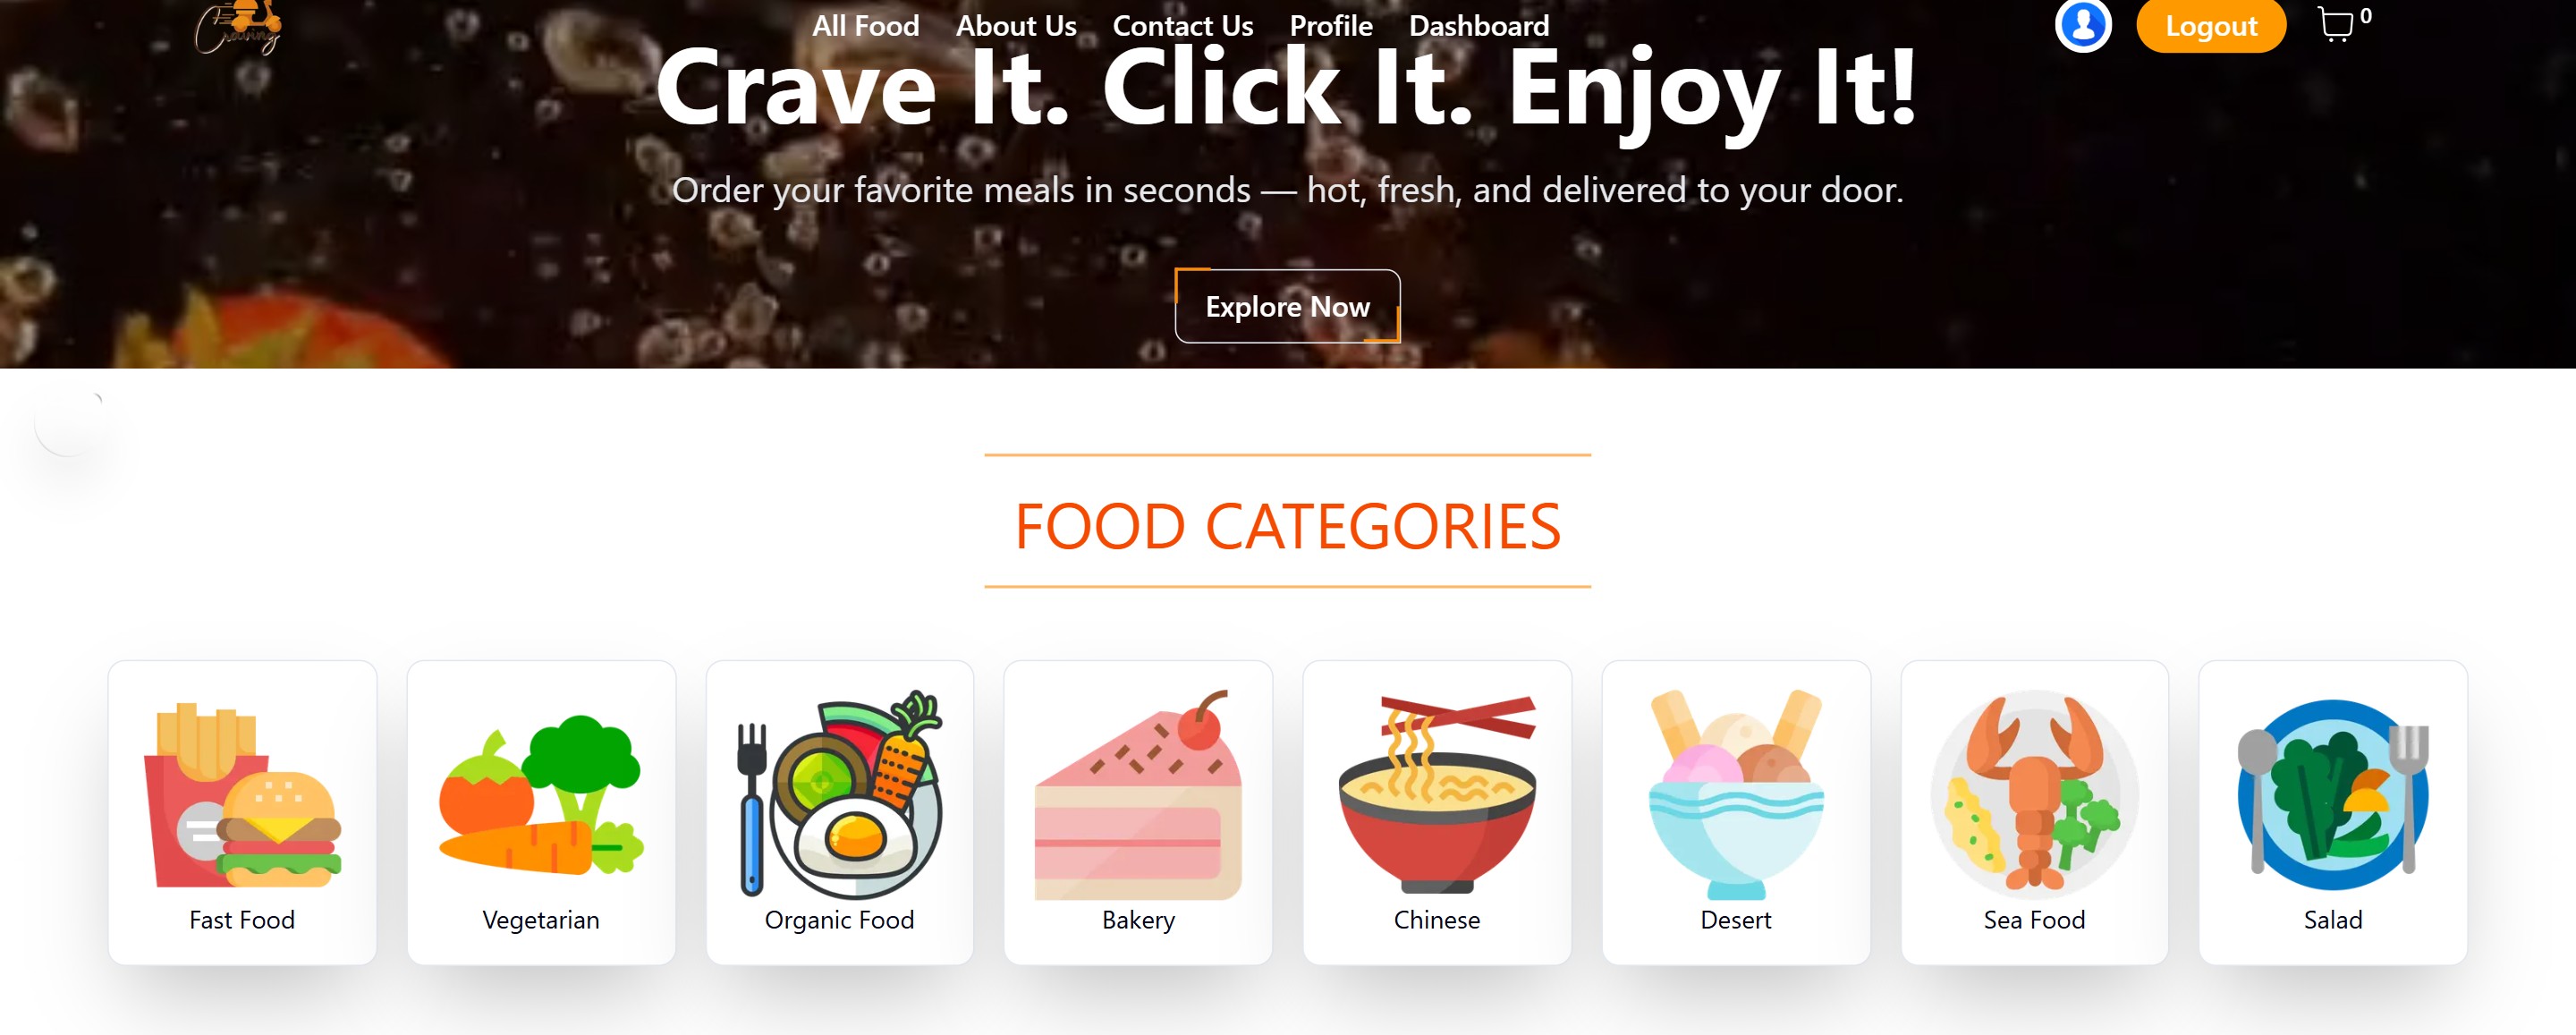 Craving
All Food About Us Contact Us Profile Dashboard
Logout 0
Crave It. Click It. Enjoy It!
Order your favorite meals in seconds — hot, fresh, and delivered to your door.
Explore Now
FOOD CATEGORIES
Fast Food Vegetarian Organic Food Bakery Chinese Desert Sea Food Salad